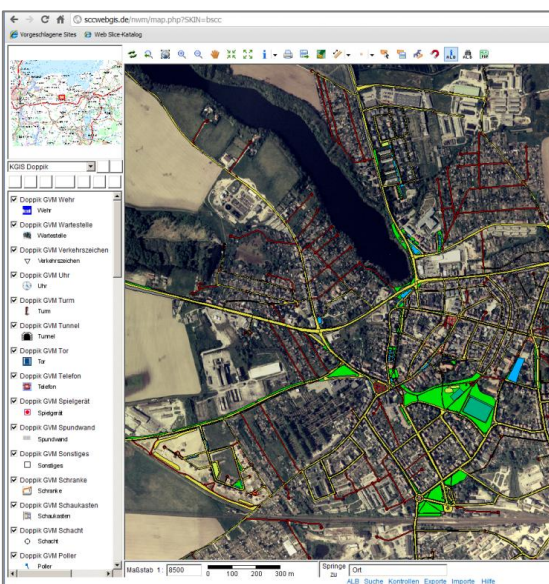 sccwebgis.de/nwm/map.php?SKIN=bscc
Vorgeschlagene Sites
Web Slice-Katalog
KGIS Doppik
Doppik GVM Wehr
Wehr
Doppik GVM Wartestelle
Wartestelle
Doppik GVM Verkehrszeichen
Verkehrszeichen
Doppik GVM Uhr
Uhr
Doppik GVM Turm
Turm
Doppik GVM Tunnel
Tunnel
Doppik GVM Tor
Tor
Doppik GVM Telefon
Telefon
Doppik GVM Spielgerät
Spielgerät
Doppik GVM Spundwand
Spundwand
Doppik GVM Sonstiges
Sonstiges
Doppik GVM Schranke
Schranke
Doppik GVM Schaukasten
Schaukasten
Doppik GVM Schacht
Schacht
Doppik GVM Poller
Poller
Maßstab 1: 8500
0 100 200 300 m
Springe zu
Ort
ALB Suche Kontrollen Exporte Importe Hilfe